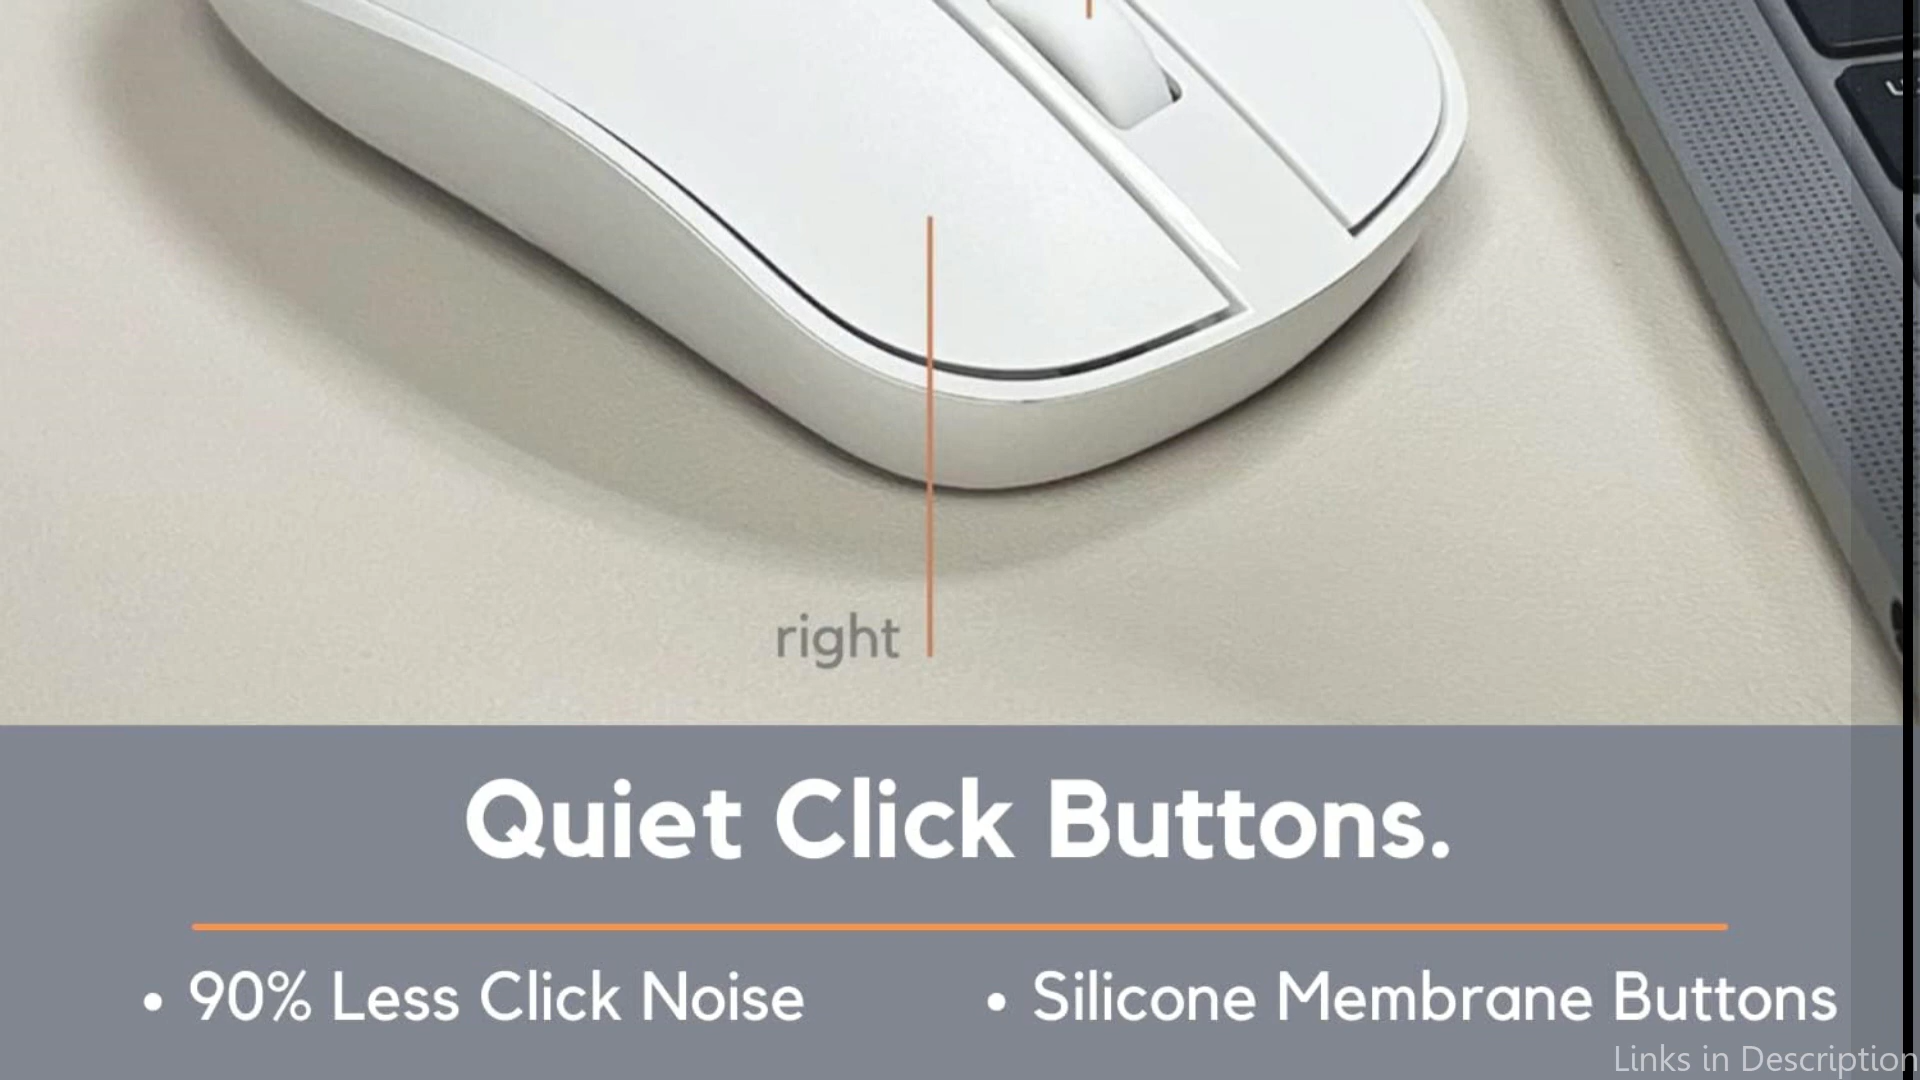 right
Quiet Click Buttons.
• 90% Less Click Noise
• Silicone Membrane Buttons
Links in Description